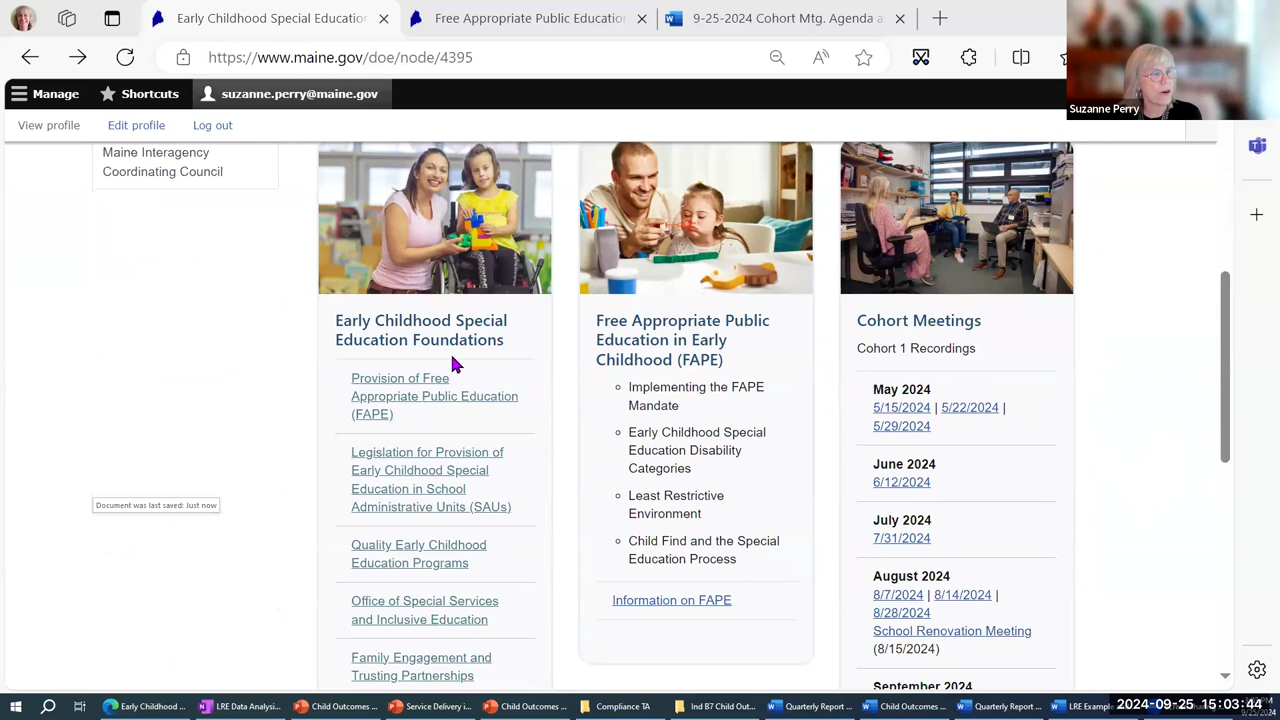 Early Childhood Special Education
Free Appropriate Public Education
9-25-2024 Cohort Mtg. Agenda a
https://www.maine.gov/doe/node/4395
Manage
Shortcuts
suzanne.perry@maine.gov
View profile
Edit profile
Log out
Suzanne Perry
Maine Interagency
Coordinating Council
Early Childhood Special
Education Foundations
Provision of Free
Appropriate Public Education
(FAPE)
Legislation for Provision of
Early Childhood Special
Education in School
Administrative Units (SAUs)
Quality Early Childhood
Education Programs
Office of Special Services
and Inclusive Education
Family Engagement and
Trusting Partnerships
Free Appropriate Public
Education in Early
Childhood (FAPE)
Implementing the FAPE
Mandate
Early Childhood Special
Education Disability
Categories
Least Restrictive
Environment
Child Find and the Special
Education Process
Information on FAPE
Cohort Meetings
Cohort 1 Recordings
May 2024
5/15/2024 | 5/22/2024 |
5/29/2024
June 2024
6/12/2024
July 2024
7/31/2024
August 2024
8/7/2024 | 8/14/2024 |
8/28/2024
School Renovation Meeting
(8/15/2024)
September 2024
Document was last saved: Just now
Early Childhood ...
LRE Data Analysi...
Child Outcomes ...
Service Delivery i...
Child Outcomes ...
Compliance TA
Ind B7 Child Out...
Quarterly Report ...
Child Outcomes ...
Quarterly Report ...
LRE Example
2024-09-25 15:03:44